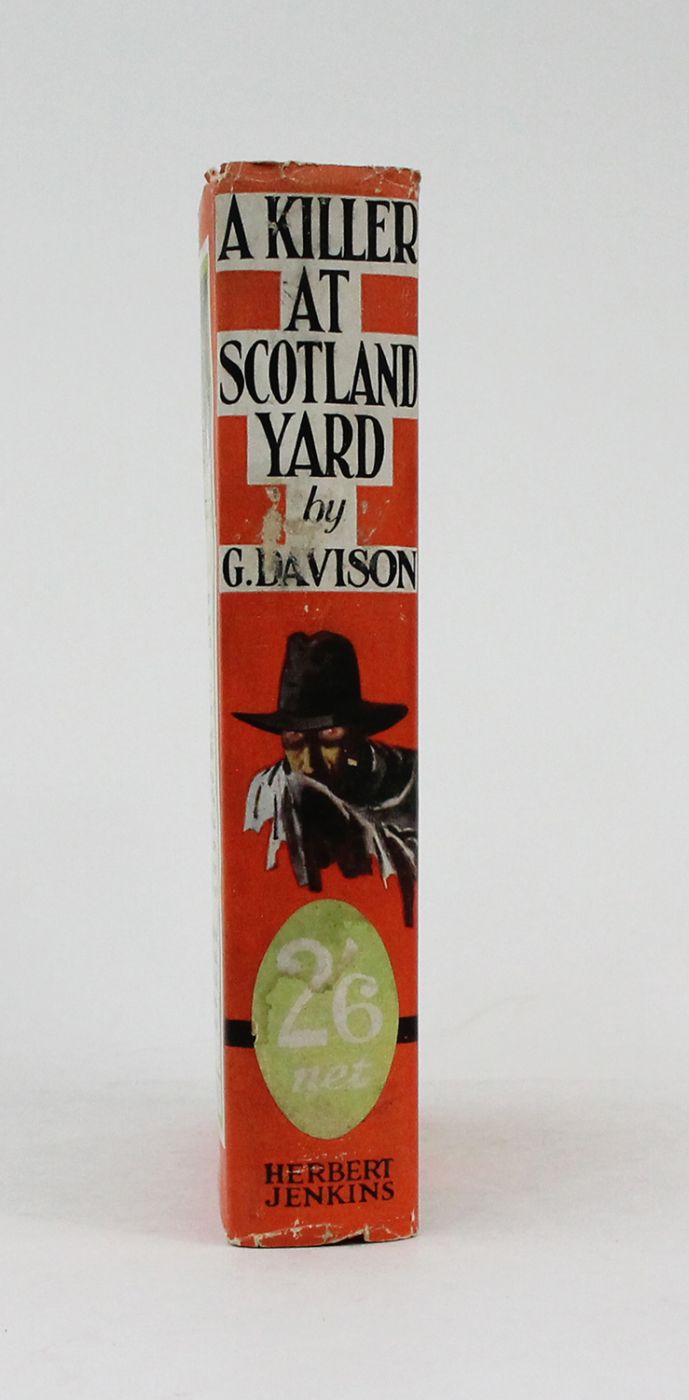 A KILLER
AT
SCOTLAND
YARD
by
G. DAVISON
2'6
net
HERBERT
JENKINS